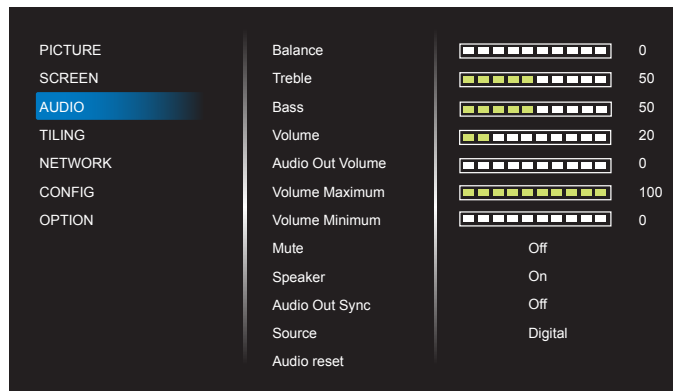 PICTURE
SCREEN
AUDIO
TILING
NETWORK
CONFIG
OPTION
Balance 0
Treble 50
Bass 50
Volume 20
Audio Out Volume 0
Volume Maximum 100
Volume Minimum 0
Mute Off
Speaker On
Audio Out Sync Off
Source Digital
Audio reset